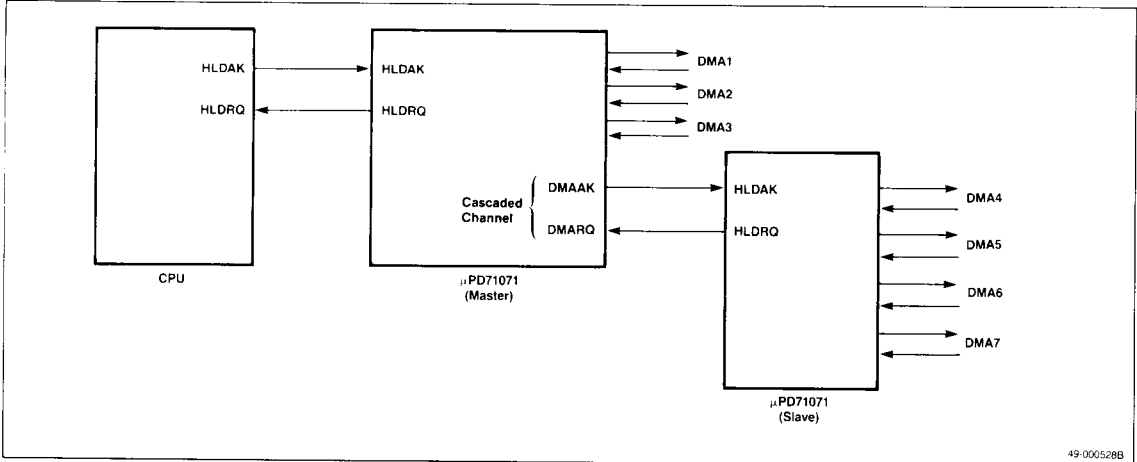 HLDAK
HLDRQ
CPU
HLDAK
HLDRQ
Cascaded
Channel
DMAAK
DMARQ
μPD71071
(Master)
DMA1
DMA2
DMA3
HLDAK
HLDRQ
μPD71071
(Slave)
DMA4
DMA5
DMA6
DMA7
49-000528B